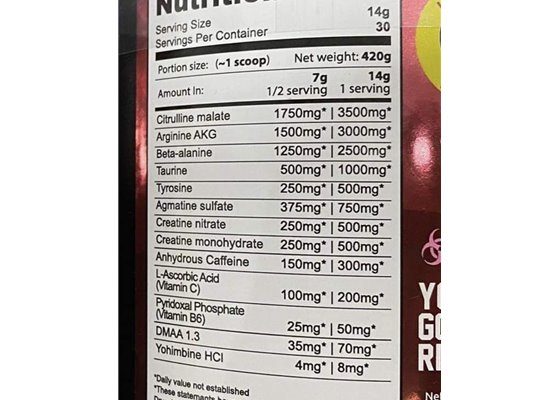 14g
Serving Size
30
Servings Per Container
Portion size: (~1 scoop) Net weight: 420g
7g 14g
Amount In: 1/2 serving 1 serving
Citrulline malate 1750mg* | 3500mg*
Arginine AKG 1500mg* | 3000mg*
Beta-alanine 1250mg* | 2500mg*
Taurine 500mg* | 1000mg*
Tyrosine 250mg* | 500mg*
Agmatine sulfate 375mg* | 750mg*
Creatine nitrate 250mg* | 500mg*
Creatine monohydrate 250mg* | 500mg*
Anhydrous Caffeine 150mg* | 300mg*
L-Ascorbic Acid
(Vitamin C) 100mg* | 200mg*
Pyridoxal Phosphate
(Vitamin B6) 25mg* | 50mg*
DMAA 1.3 35mg* | 70mg*
Yohimbine HCl 4mg* | 8mg*
*Daily value not established